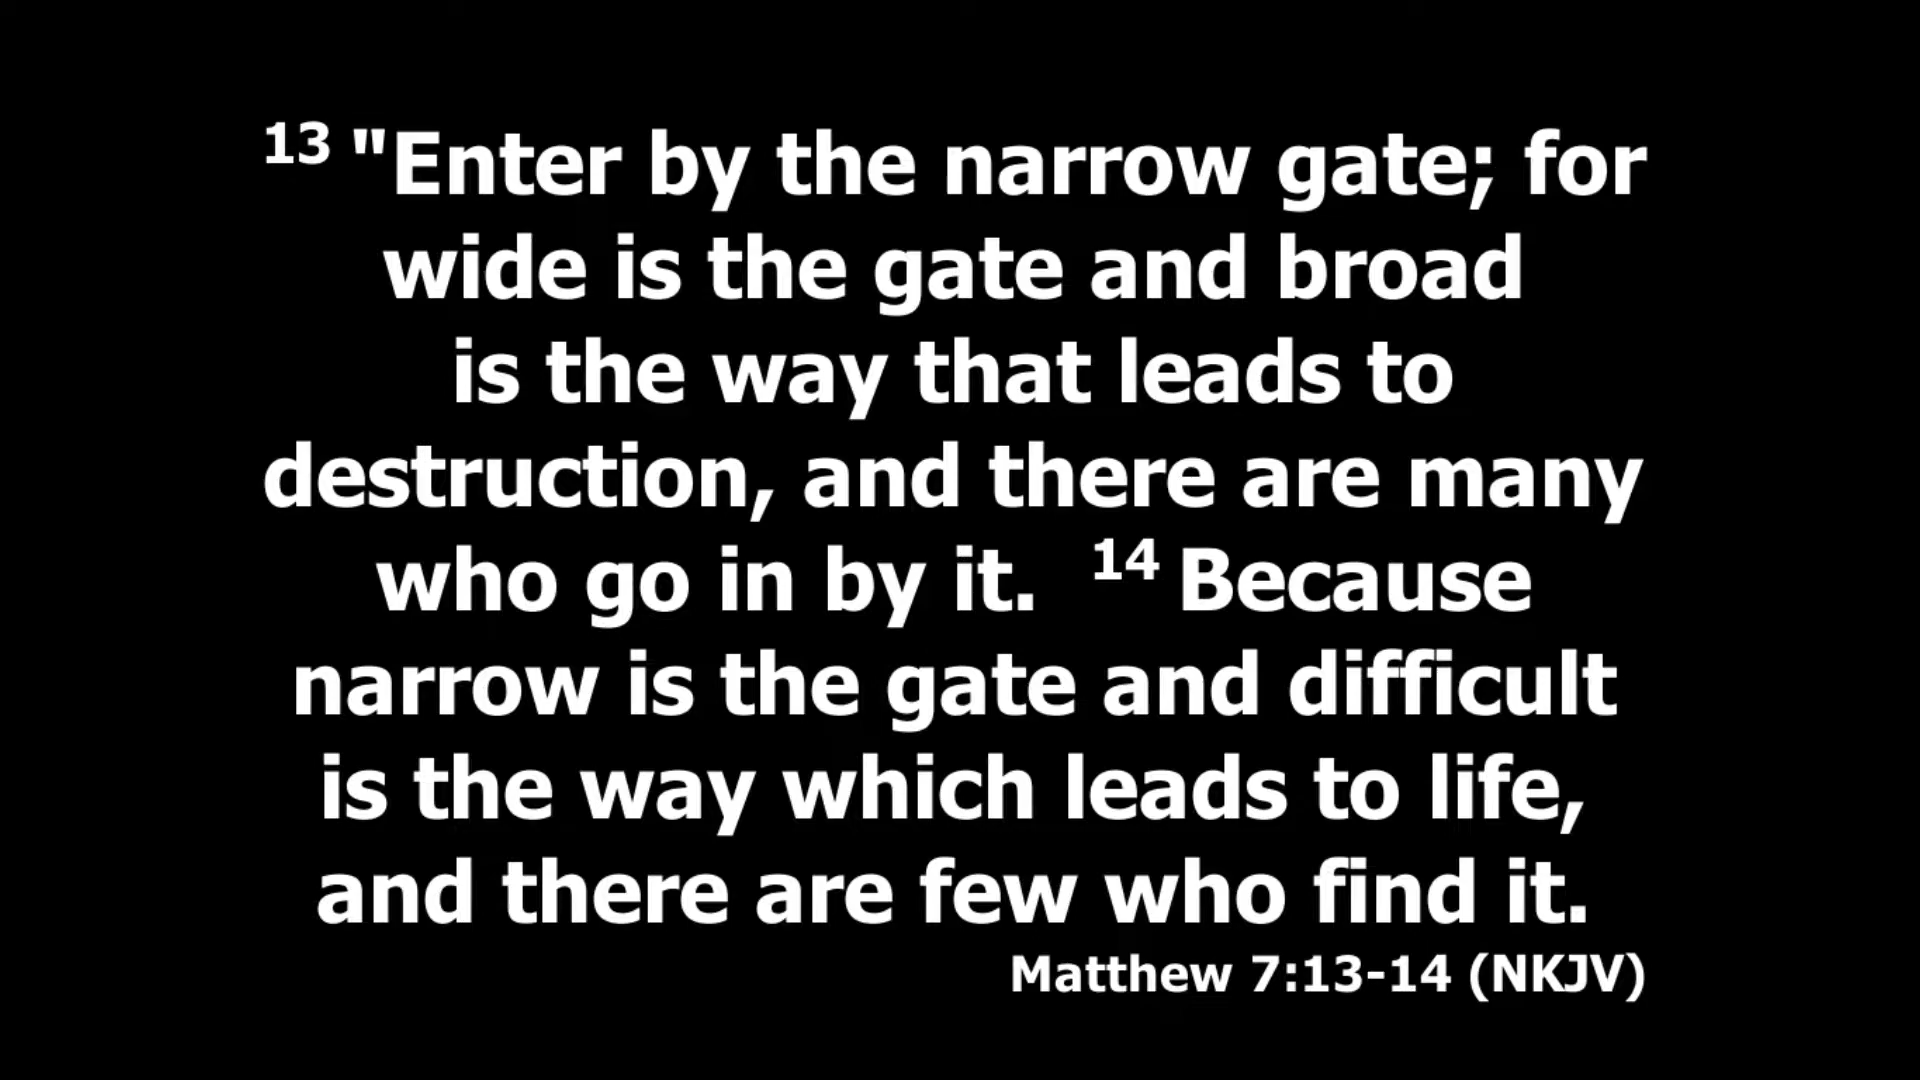 13 "Enter by the narrow gate; for
wide is the gate and broad
is the way that leads to
destruction, and there are many
who go in by it. 14 Because
narrow is the gate and difficult
is the way which leads to life,
and there are few who find it.
Matthew 7:13-14 (NKJV)